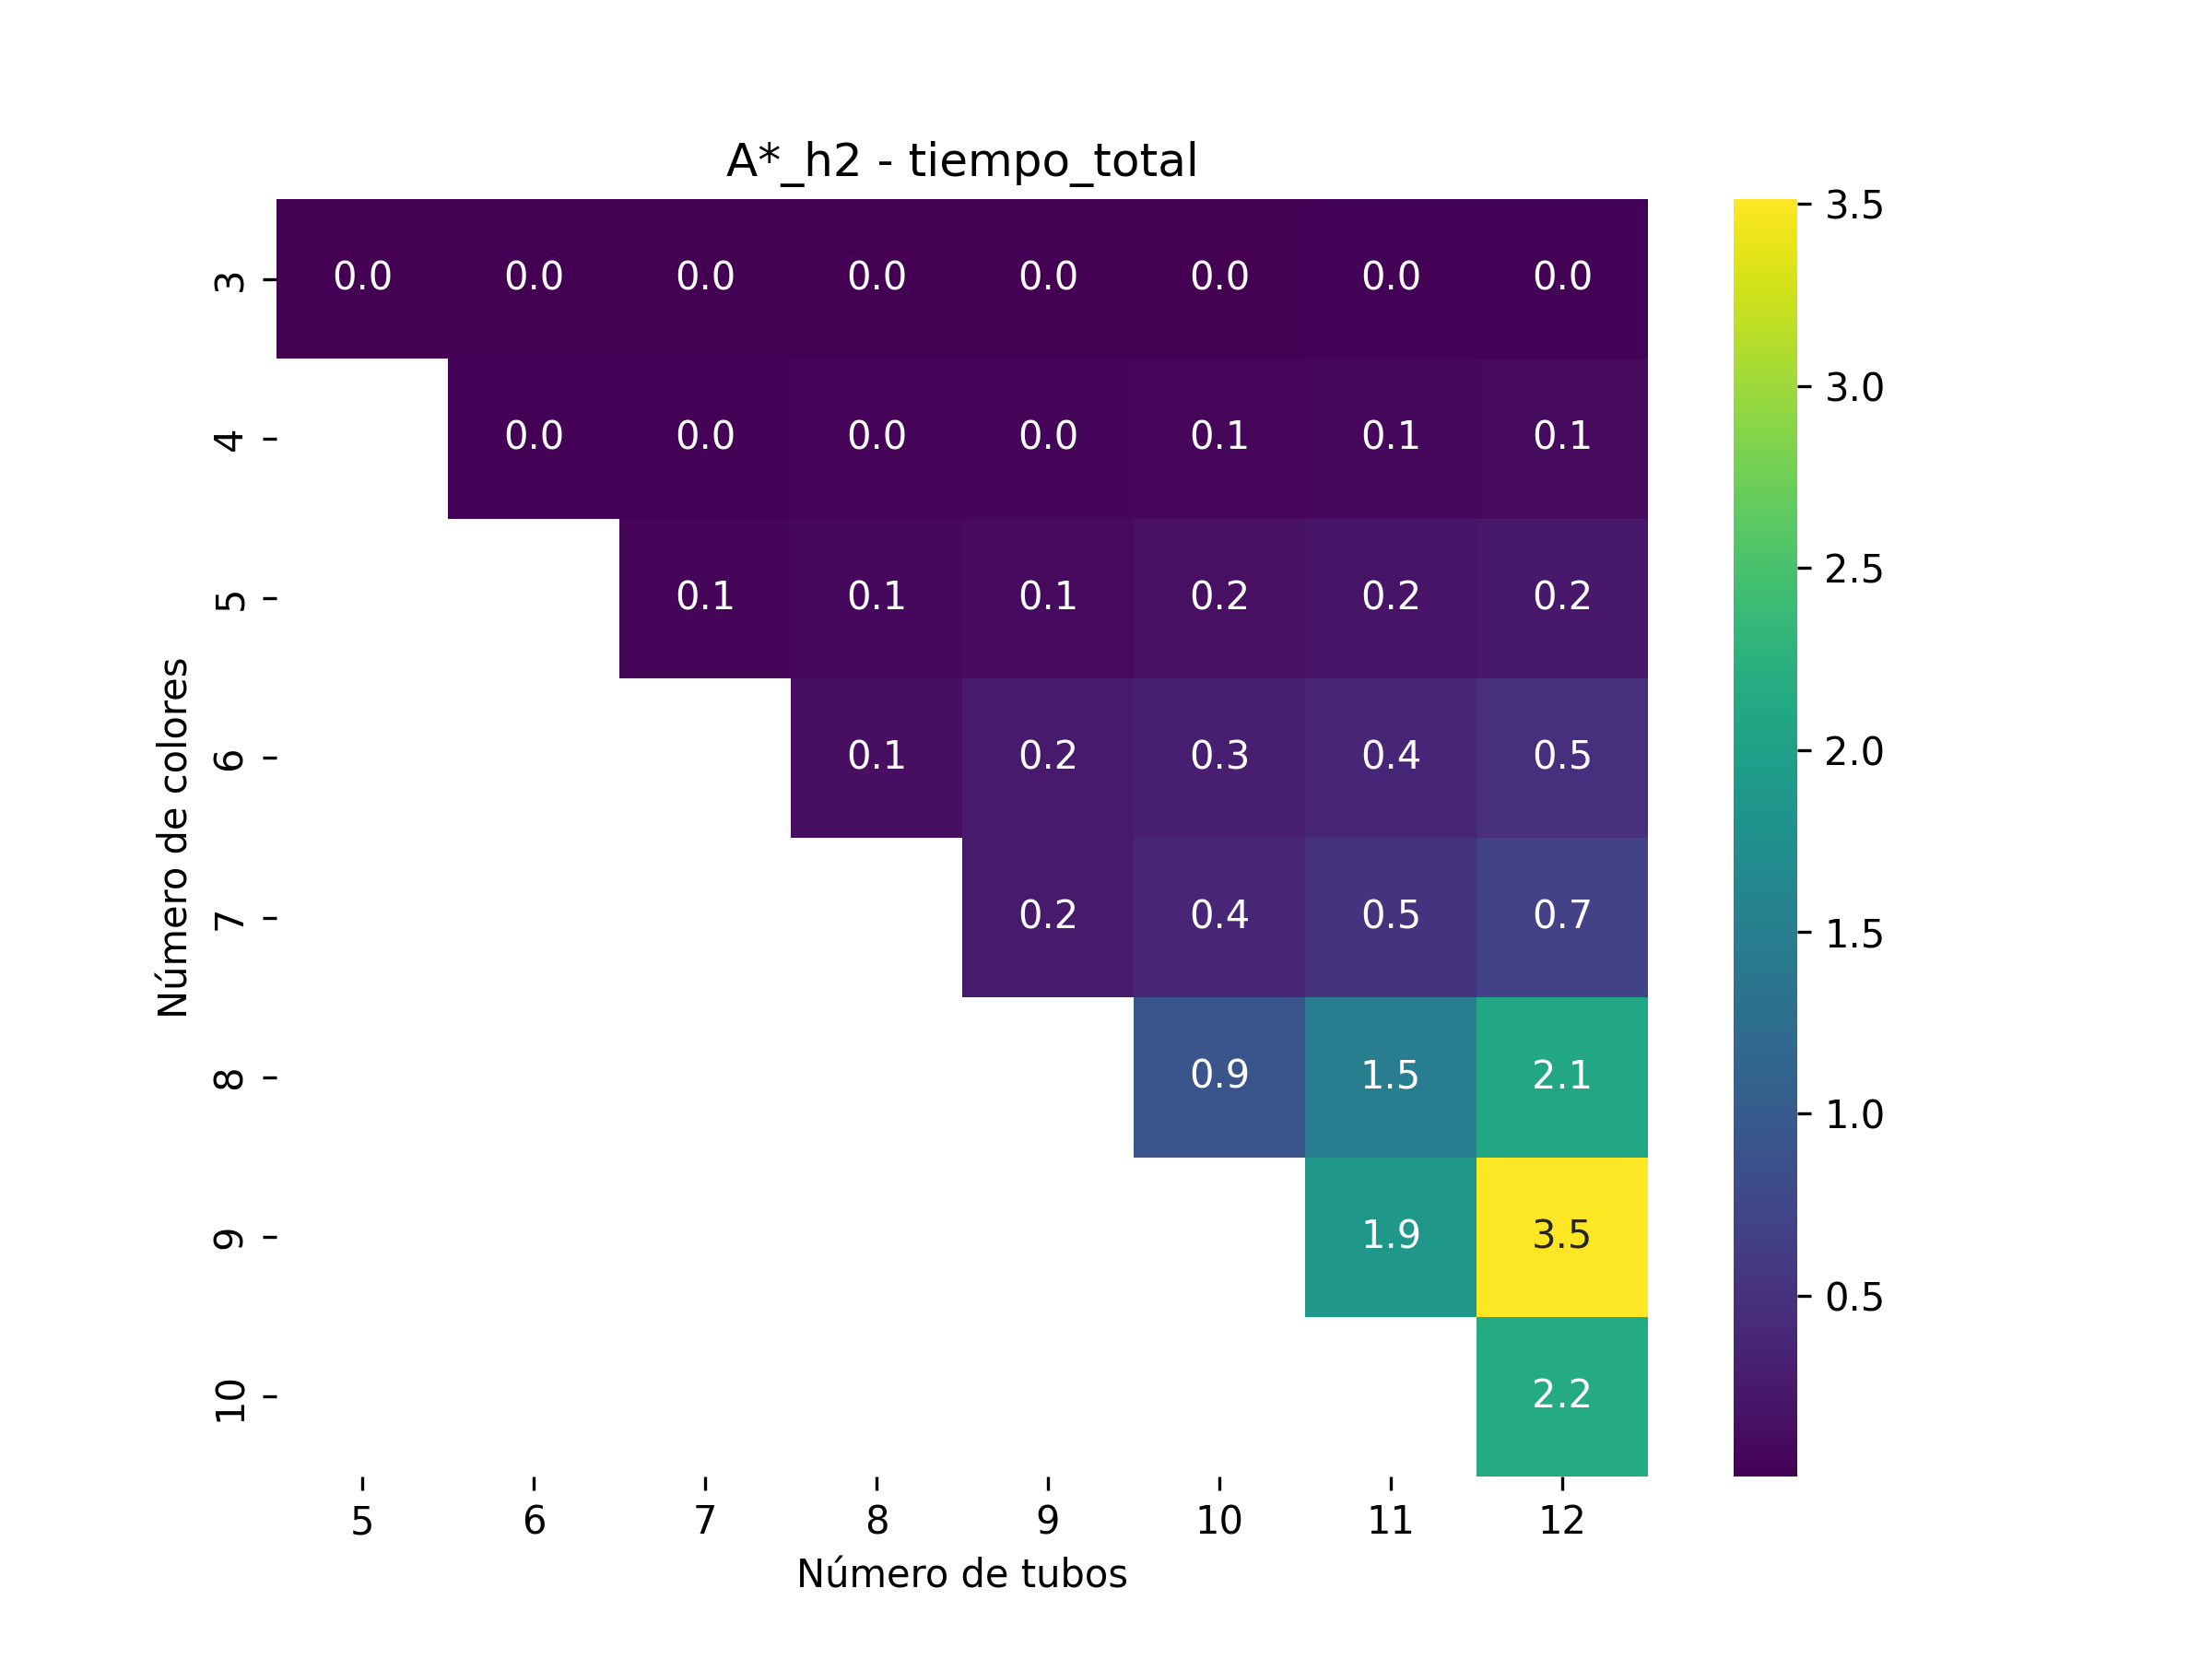 A*_h2 - tiempo_total
3 0.0 0.0 0.0 0.0 0.0 0.0 0.0 0.0
4 0.0 0.0 0.0 0.0 0.1 0.1 0.1
5 0.1 0.1 0.1 0.2 0.2 0.2
6 0.1 0.2 0.3 0.4 0.5
7 0.2 0.4 0.5 0.7
8 0.9 1.5 2.1
9 1.9 3.5
10 2.2
Número de colores
5 6 7 8 9 10 11 12
Número de tubos
3.5
3.0
2.5
2.0
1.5
1.0
0.5